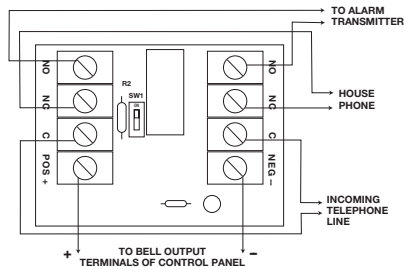 TO ALARM
TRANSMITTER
NO
NO
R2
SW1
ON
HOUSE
PHONE
NC
NC
C
C
POS +
NEG –
INCOMING
TELEPHONE
LINE
+
–
TO BELL OUTPUT
TERMINALS OF CONTROL PANEL